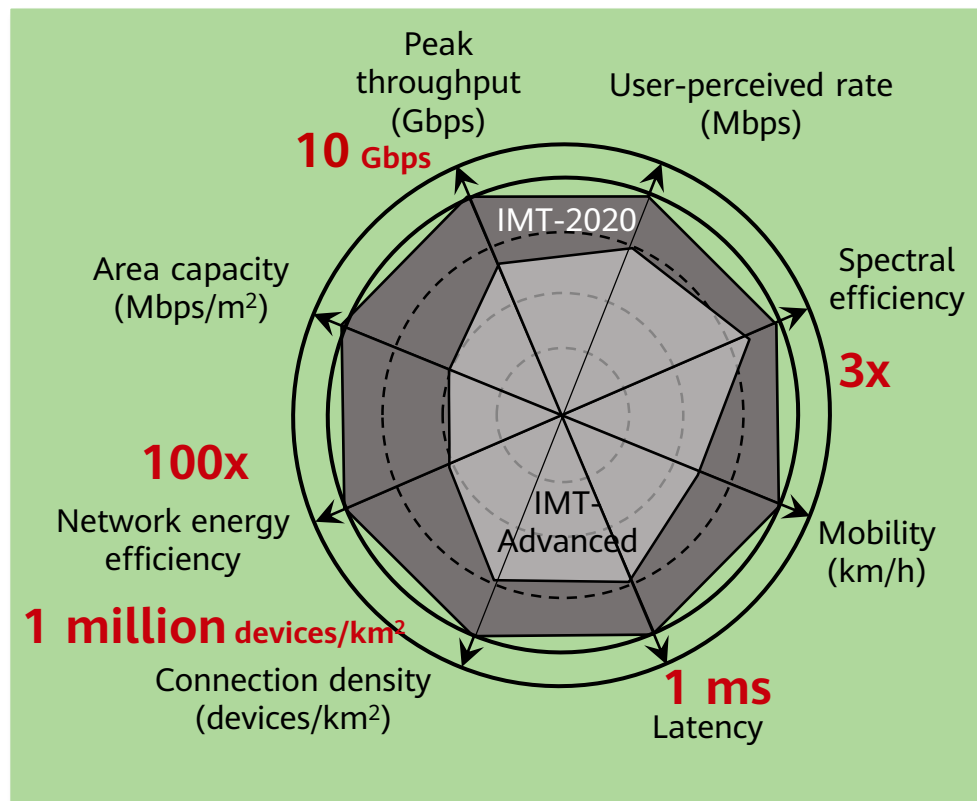 Peak
throughput
(Gbps)
10 Gbps
User-perceived rate
(Mbps)
IMT-2020
Area capacity
(Mbps/m²)
Spectral
efficiency
3x
100x
Network energy
efficiency
IMT-
Advanced
Mobility
(km/h)
1 million devices/km²
Connection density
(devices/km²)
1 ms
Latency